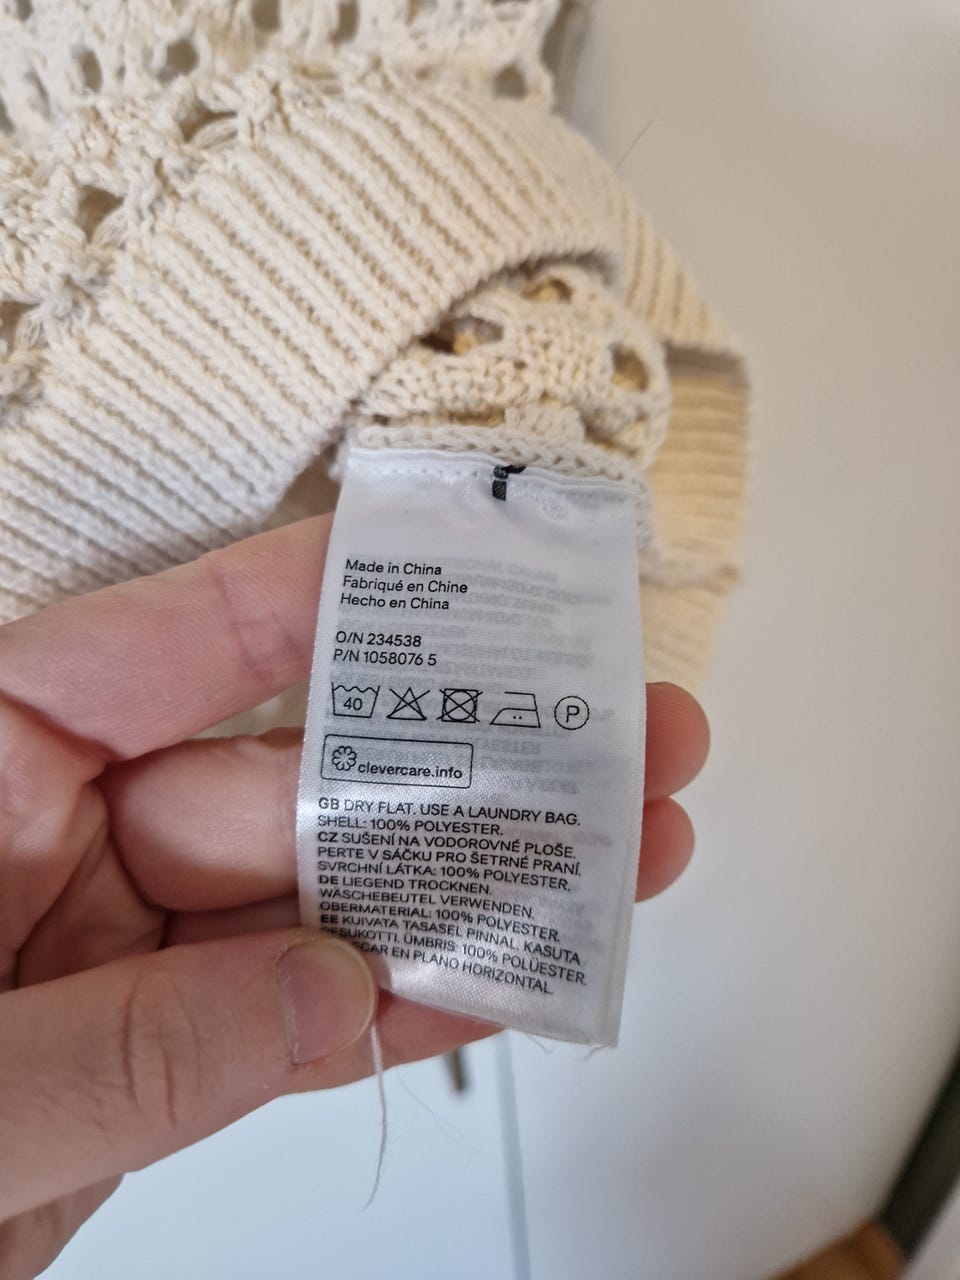 Made in China
Fabriqué en Chine
Hecho en China
O/N 234538
P/N 1058076 5
40 P
clevercare.info
GB DRY FLAT. USE A LAUNDRY BAG.
SHELL: 100% POLYESTER.
CZ SUŠENÍ NA VODOROVNÉ PLOŠE.
PERTE V SÁČKU PRO ŠETRNÉ PRANÍ.
SVRCHNÍ LÁTKA: 100% POLYESTER.
DE LIEGEND TROCKNEN.
WÄSCHEBEUTEL VERWENDEN.
OBERMATERIAL: 100% POLYESTER.
EE KUIVATA TASASEL PINNAL. KASUTA
PESUKOTTI. ÜMBRIS: 100% POLÜESTER.
EN PLANO HORIZONTAL.